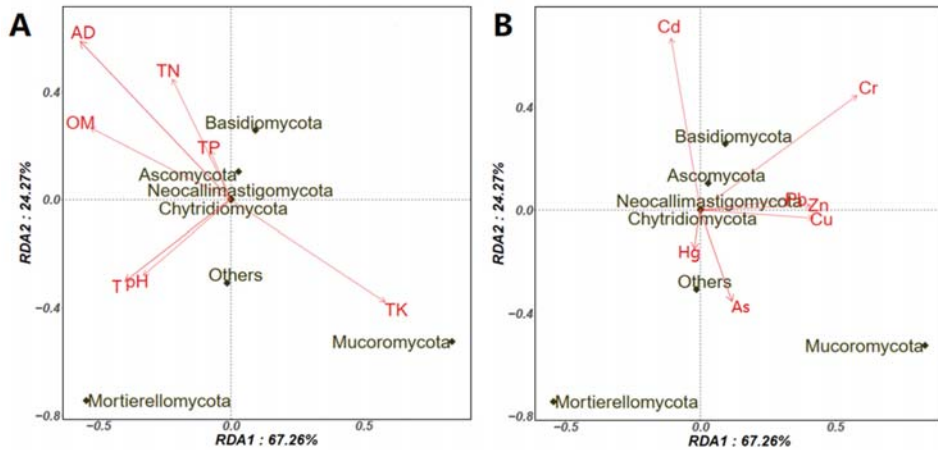 A
AD
TN
0.4
OM
TP
Basidiomycota
Ascomycota
Neocallimastigomycota
0.0
Chytridiomycota
T
pH
Others
−0.4
TK
Mucoromycota
Mortierellomycota
−0.8
−0.5
0.0
0.5
RDA1 : 67.26%
RDA2 : 24.27%
B
Cd
Cr
0.4
Basidiomycota
Ascomycota
Neocallimastigomycota
Pb
Zn
0.0
Chytridiomycota
Cu
Hg
Others
As
−0.4
Mucoromycota
Mortierellomycota
−0.8
−0.5
0.0
0.5
RDA1 : 67.26%
RDA2 : 24.27%